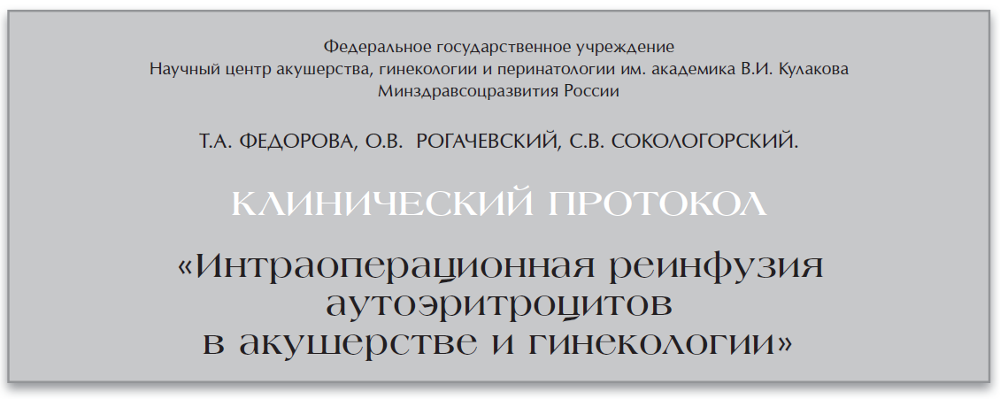 Федеральное государственное учреждение
Научный центр акушерства, гинекологии и перинатологии им. академика В.И. Кулакова
Минздравсоцразвития России
Т.А. ФЕДОРОВА, О.В. РОГАЧЕВСКИЙ, С.В. СОКОЛОГОРСКИЙ.
КЛИНИЧЕСКИЙ ПРОТОКОЛ
«Интраоперационная реинфузия
аутоэритроцитов
в акушерстве и гинекологии»